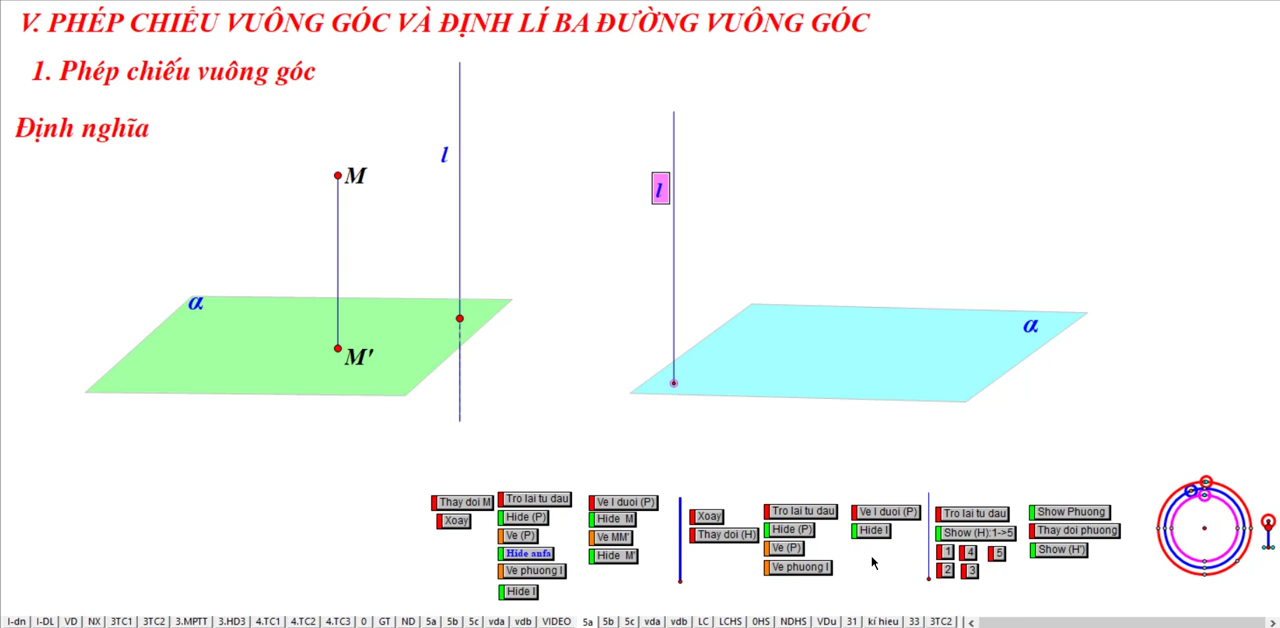 V. PHÉP CHIẾU VUÔNG GÓC VÀ ĐỊNH LÍ BA ĐƯỜNG VUÔNG GÓC
1. Phép chiếu vuông góc
Định nghĩa
l
M
l
α
α
M'
Thay doi M
Xoay
Tro lai tu dau
Hide (P)
Ve (P)
Hide anfa
Ve phuong l
Hide l
Ve l duoi (P)
Hide M
Ve MM'
Hide M'
Xoay
Thay doi (H)
Tro lai tu dau
Hide (P)
Ve (P)
Ve phuong l
Ve l duoi (P)
Hide l
Tro lai tu dau
Show (H):1->5
1 4 5
2 3
Show Phuong
Thay doi phuong
Show (H')
I-dn | I-DL | VD | NX | 3TC1 | 3TC2 | 3.MPTT | 3.HD3 | 4.TC1 | 4.TC2 | 4.TC3 | 0 | GT | ND | 5a | 5b | 5c | vda | vdb | VIDEO | 5a | 5b | 5c | vda | vdb | LC | LCHS | 0HS | NDHS | VDu | 31 | kí hieu | 33 | 3TC2 |